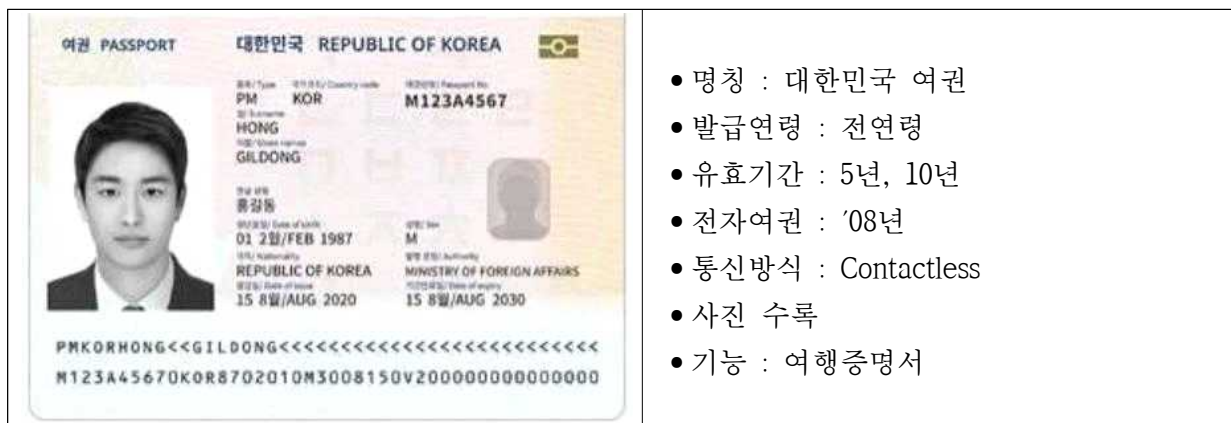 여권 PASSPORT 대한민국 REPUBLIC OF KOREA
PM KOR M123A4567
HONG
GILDONG
홍길동
01 2월/FEB 1987 M
REPUBLIC OF KOREA MINISTRY OF FOREIGN AFFAIRS
15 8월/AUG 2020 15 8월/AUG 2030
PMKORHONG<<GILDONG<<<<<<<<<<<<<<<<<<<<<<<<<<
M123A45670KOR8702010M3008150V20000000000000
• 명칭 : 대한민국 여권
• 발급연령 : 전연령
• 유효기간 : 5년, 10년
• 전자여권 : ’08년
• 통신방식 : Contactless
• 사진 수록
• 기능 : 여행증명서